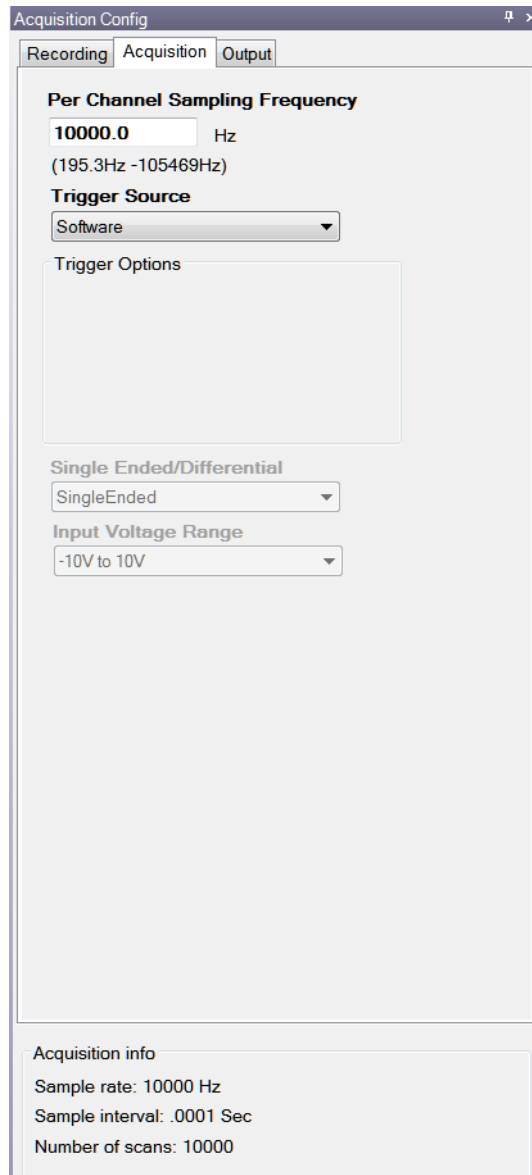 Acquisition Config
Recording Acquisition Output
Per Channel Sampling Frequency
10000.0 Hz
(195.3Hz -105469Hz)
Trigger Source
Software
Trigger Options
Single Ended/Differential
SingleEnded
Input Voltage Range
-10V to 10V
Acquisition info
Sample rate: 10000 Hz
Sample interval: .0001 Sec
Number of scans: 10000